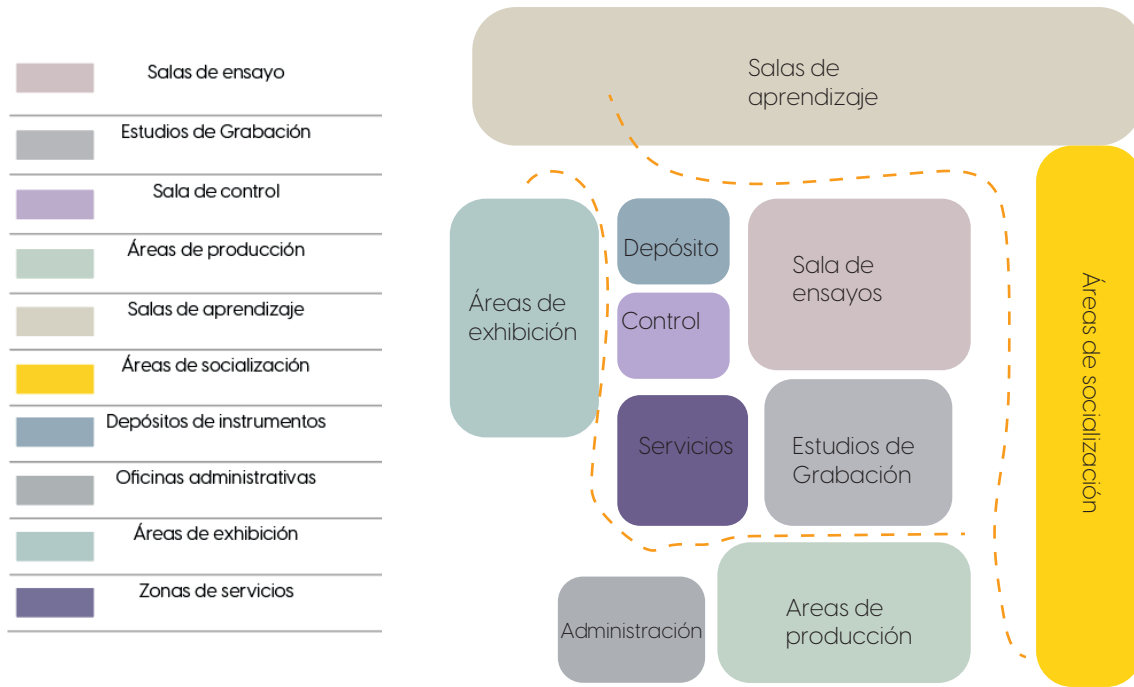 Salas de ensayo
Estudios de Grabación
Sala de control
Áreas de producción
Salas de aprendizaje
Áreas de socialización
Depósitos de instrumentos
Oficinas administrativas
Áreas de exhibición
Zonas de servicios
Salas de
aprendizaje
Áreas de
exhibición
Depósito
Control
Servicios
Sala de
ensayos
Estudios de
Grabación
Administración
Areas de
producción
Áreas de socialización